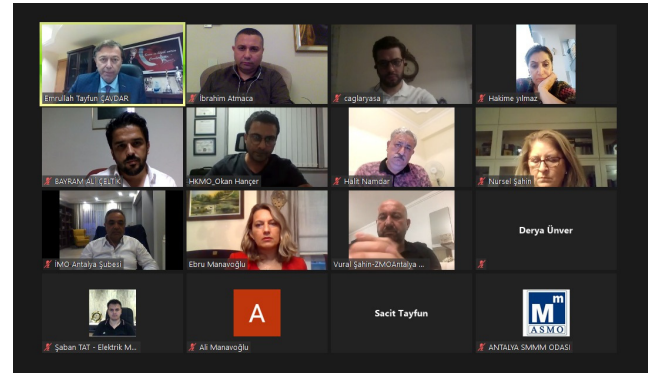 Emrullah Tayfun ÇAVDAR
İbrahim Atmaca
caglaryasa
Hakime yılmaz
BAYRAM ALİ ÇELTİK
HKMO_Okan Hançer
Halit Namdar
Nursel Şahin
İMO Antalya Şubesi
Ebru Manavoğlu
Vural Şahin-ZMOAntalya ...
Derya Ünver
Şaban TAT - Elektrik M...
A
Ali Manavoğlu
Sacit Tayfun
Mm
ASMO
ANTALYA SMMM ODASI